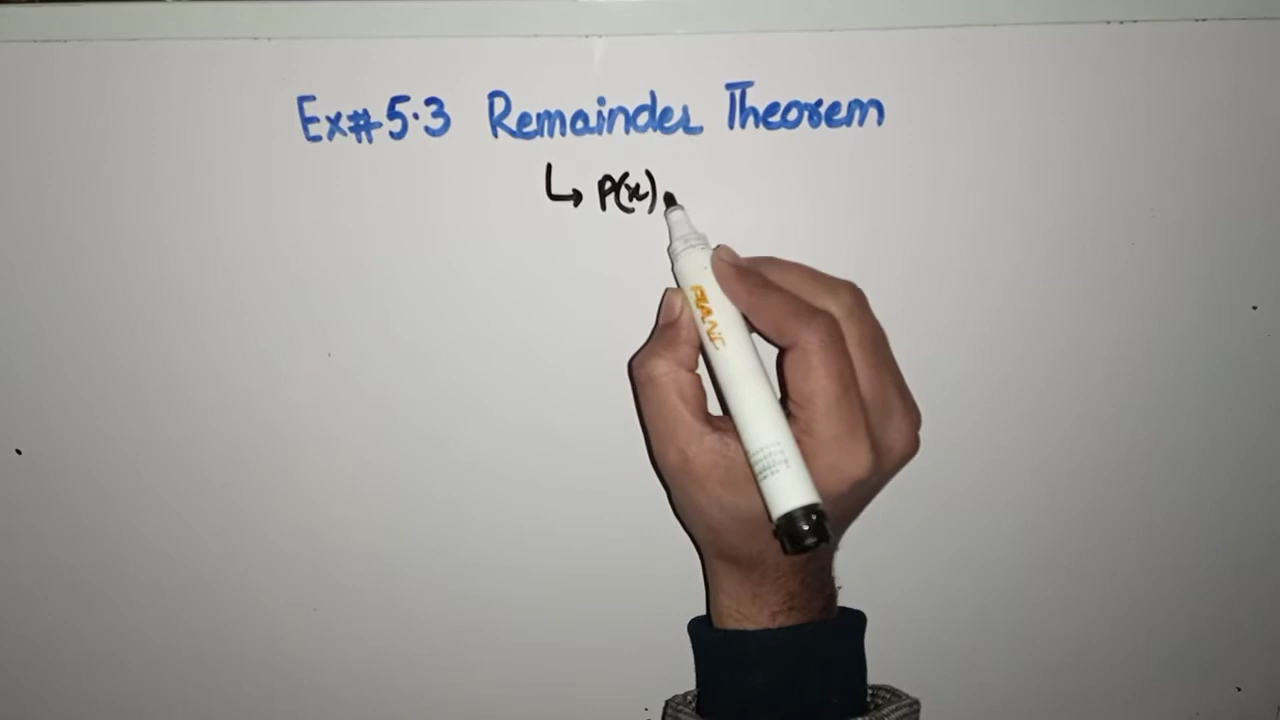 Ex#5.3 Remainder Theorem
↳ P(x)